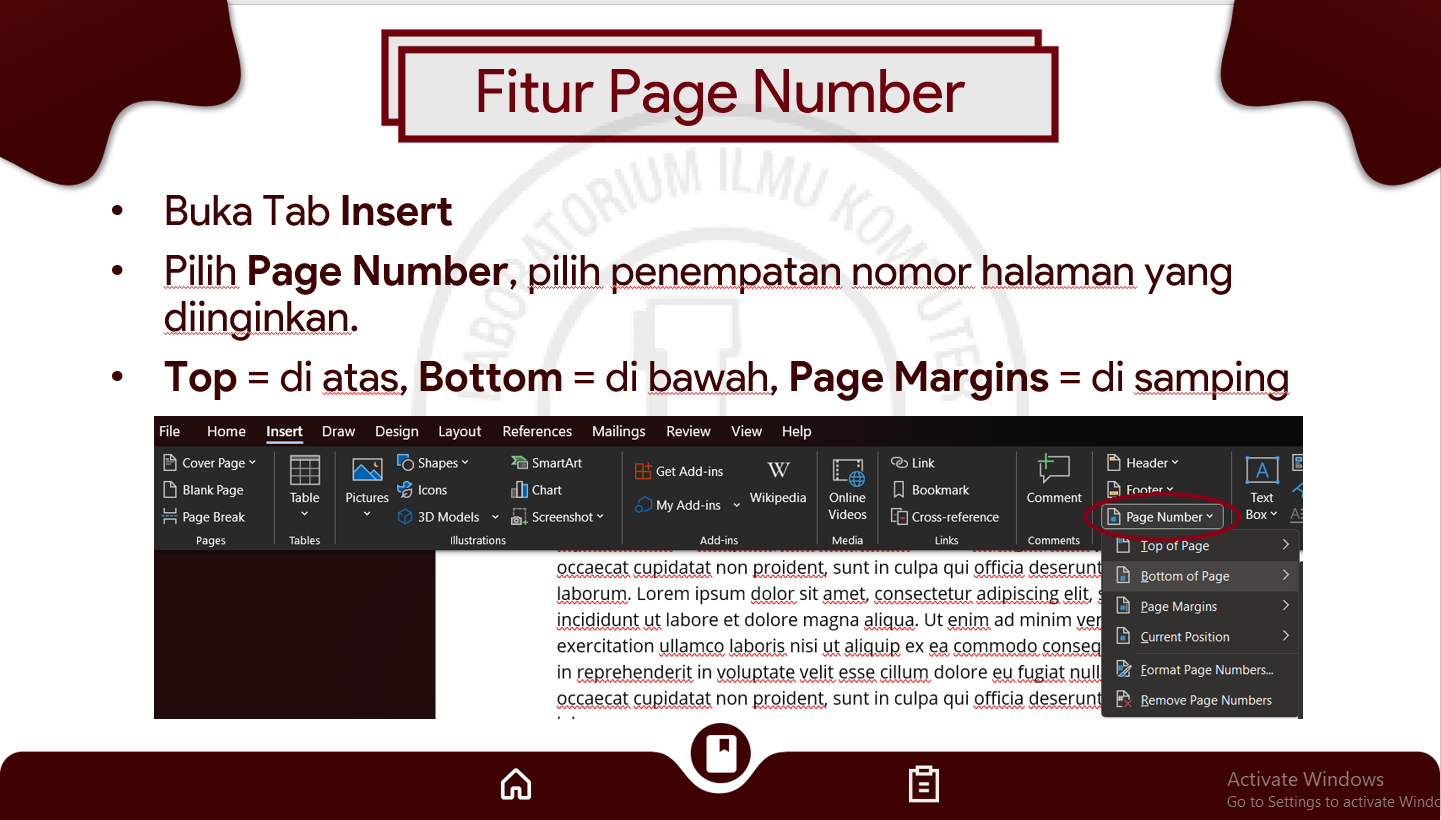 Fitur Page Number
LABORATORIUM ILMU KOMPUTER
• Buka Tab Insert
• Pilih Page Number, pilih penempatan nomor halaman yang
diinginkan.
• Top = di atas, Bottom = di bawah, Page Margins = di samping
File Home Insert Draw Design Layout References Mailings Review View Help
Cover Page
Blank Page
Page Break
Pages
Table
Tables
Pictures
Shapes
Icons
3D Models
SmartArt
Chart
Screenshot
Illustrations
Get Add-ins
My Add-ins
W
Wikipedia
Add-ins
Online
Videos
Media
Link
Bookmark
Cross-reference
Links
Comment
Comments
Header
Footer
Page Number
A
Text
Box
Top of Page
Bottom of Page
Page Margins
Current Position
Format Page Numbers...
Remove Page Numbers
occaecat cupidatat non proident, sunt in culpa qui officia deserunt
laborum. Lorem ipsum dolor sit amet, consectetur adipiscing elit, s
incididunt ut labore et dolore magna aliqua. Ut enim ad minim ven
exercitation ullamco laboris nisi ut aliquip ex ea commodo conseq
in reprehenderit in voluptate velit esse cillum dolore eu fugiat null
occaecat cupidatat non proident, sunt in culpa qui officia deserunt
Activate Windows
Go to Settings to activate Windo